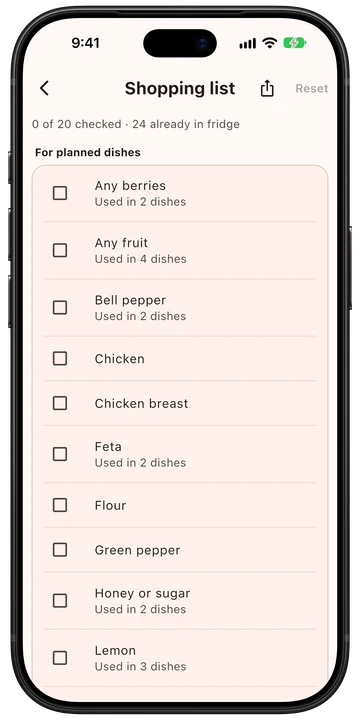 9:41
Shopping list
Reset
0 of 20 checked · 24 already in fridge
For planned dishes
Any berries
Used in 2 dishes
Any fruit
Used in 4 dishes
Bell pepper
Used in 2 dishes
Chicken
Chicken breast
Feta
Used in 2 dishes
Flour
Green pepper
Honey or sugar
Used in 2 dishes
Lemon
Used in 3 dishes